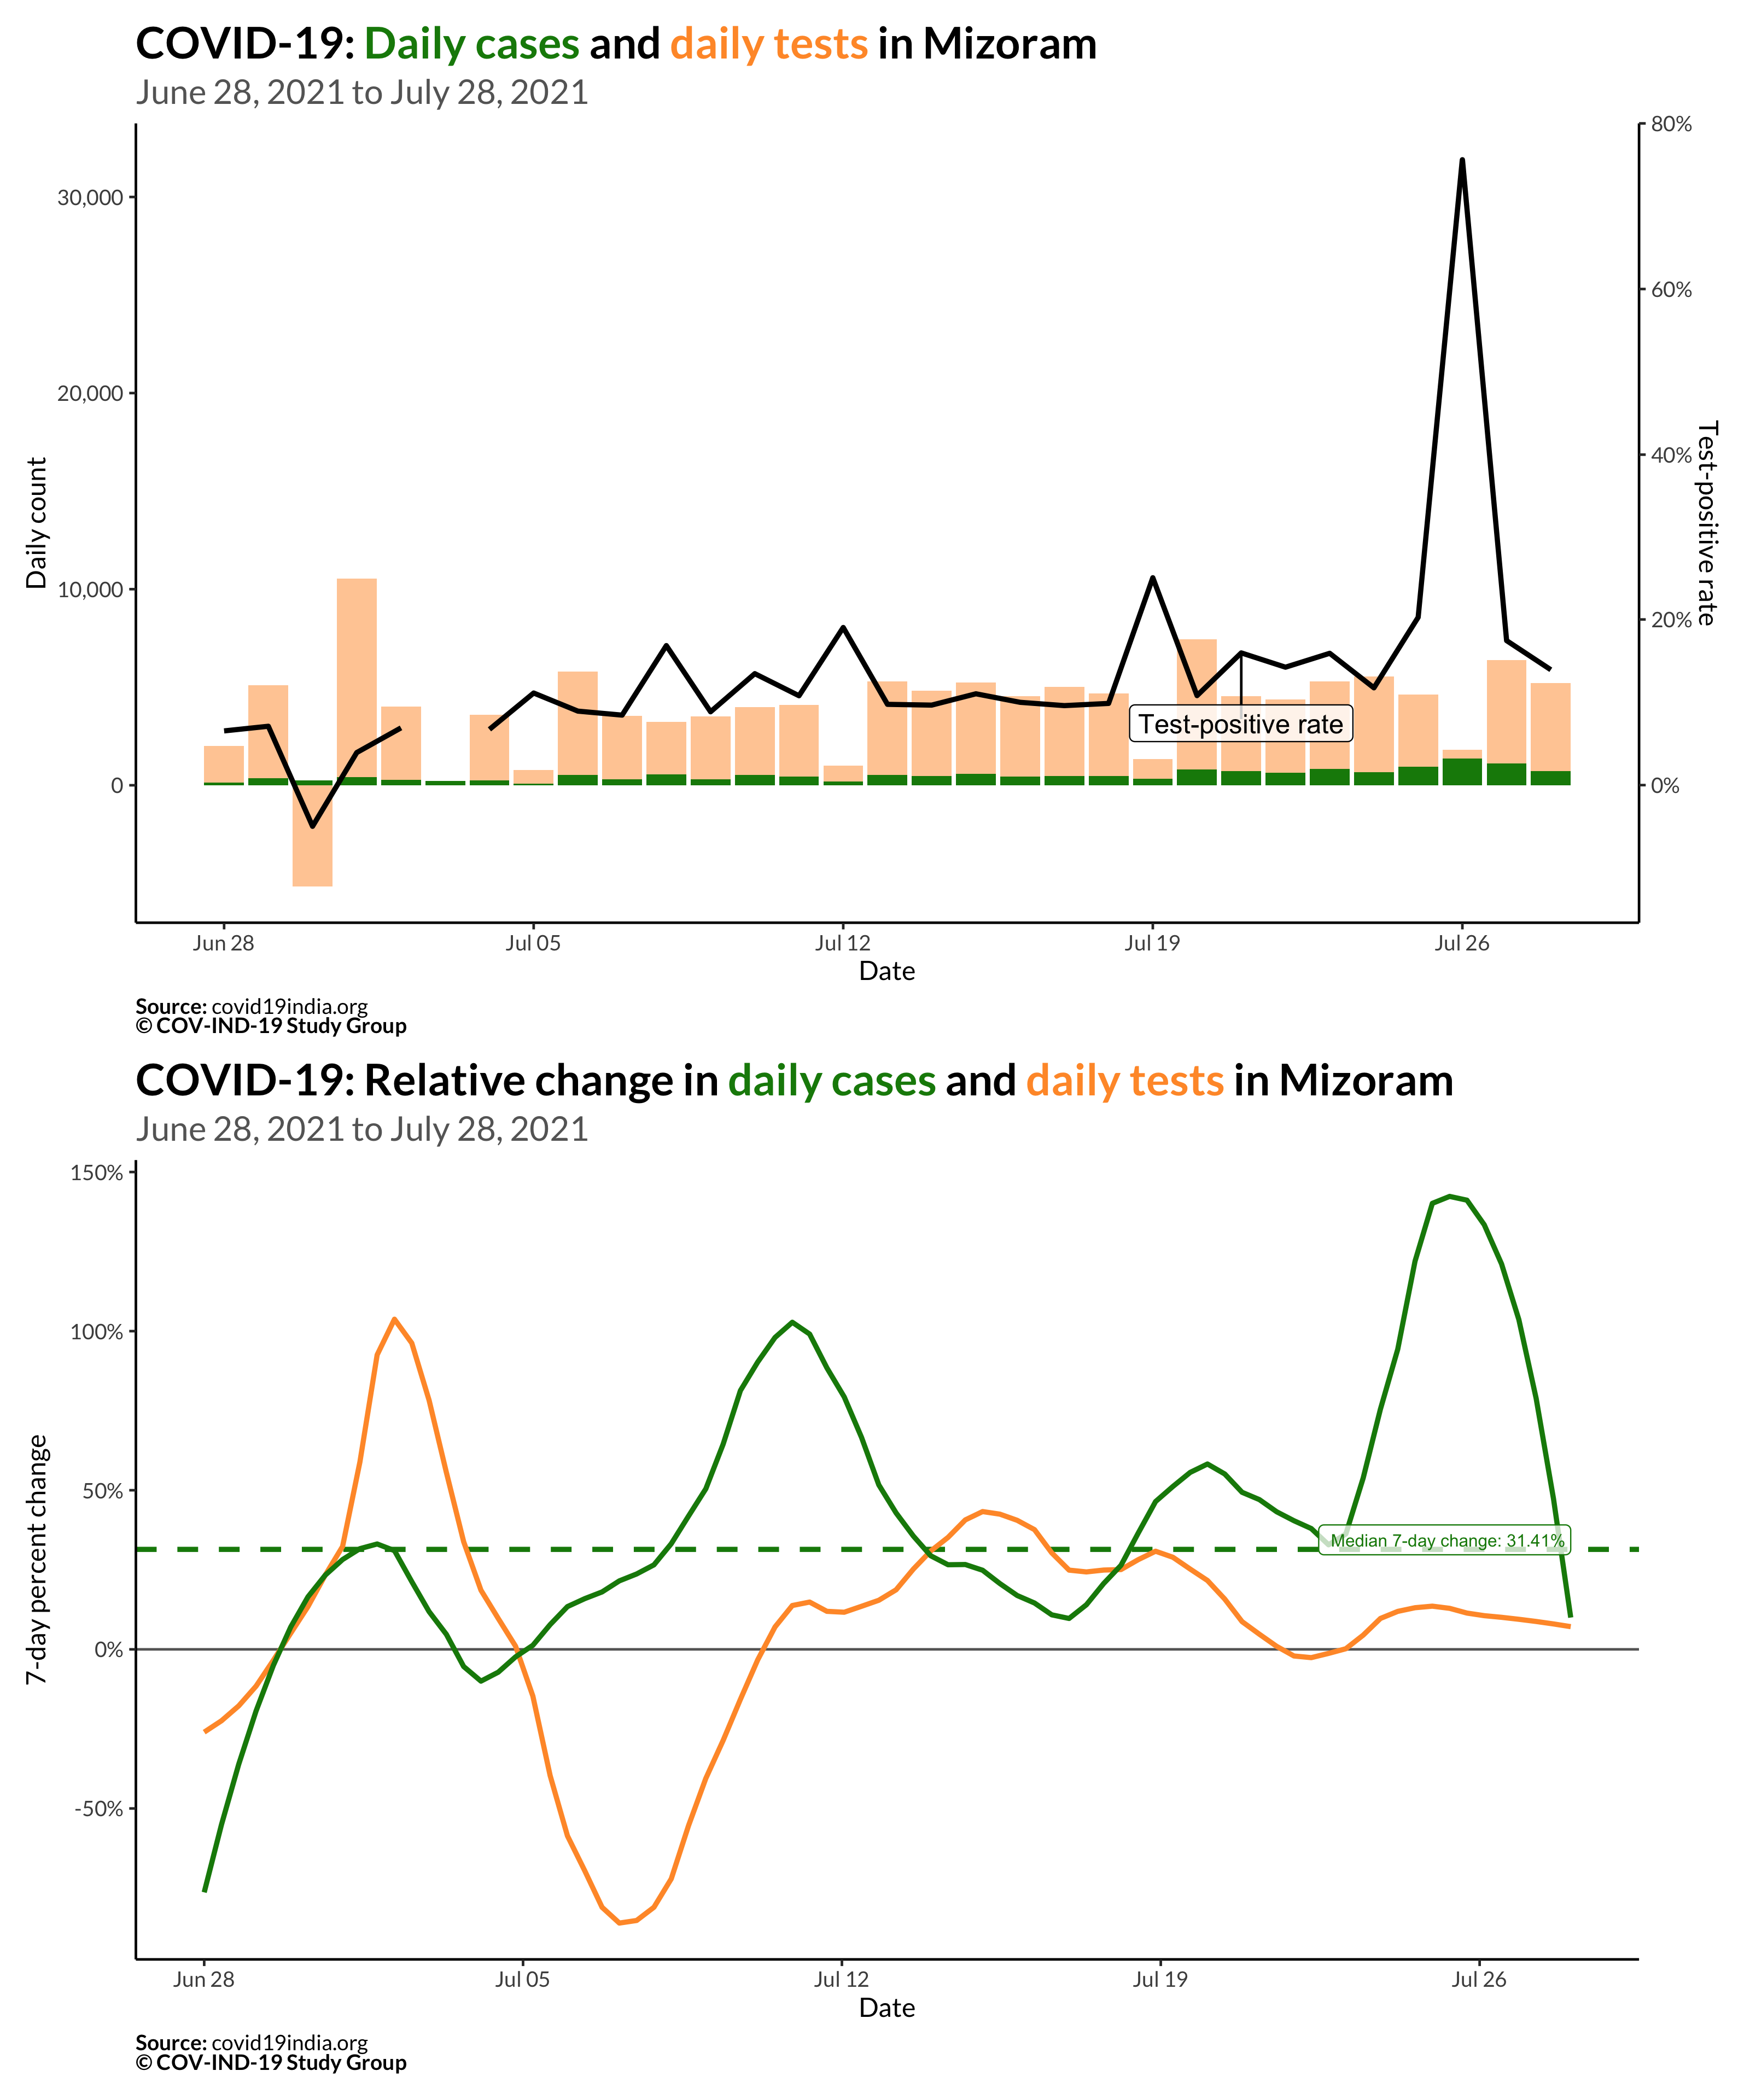 COVID-19: Daily cases and daily tests in Mizoram
June 28, 2021 to July 28, 2021
80%
30,000
60%
20,000
40%
Daily count
Test-positive rate
10,000
20%
Test-positive rate
0
0%
Jun 28
Jul 05
Jul 12
Jul 19
Jul 26
Date
Source: covid19india.org
© COV-IND-19 Study Group
COVID-19: Relative change in daily cases and daily tests in Mizoram
June 28, 2021 to July 28, 2021
150%
100%
50%
7-day percent change
Median 7-day change: 31.41%
0%
-50%
Jun 28
Jul 05
Jul 12
Jul 19
Jul 26
Date
Source: covid19india.org
© COV-IND-19 Study Group